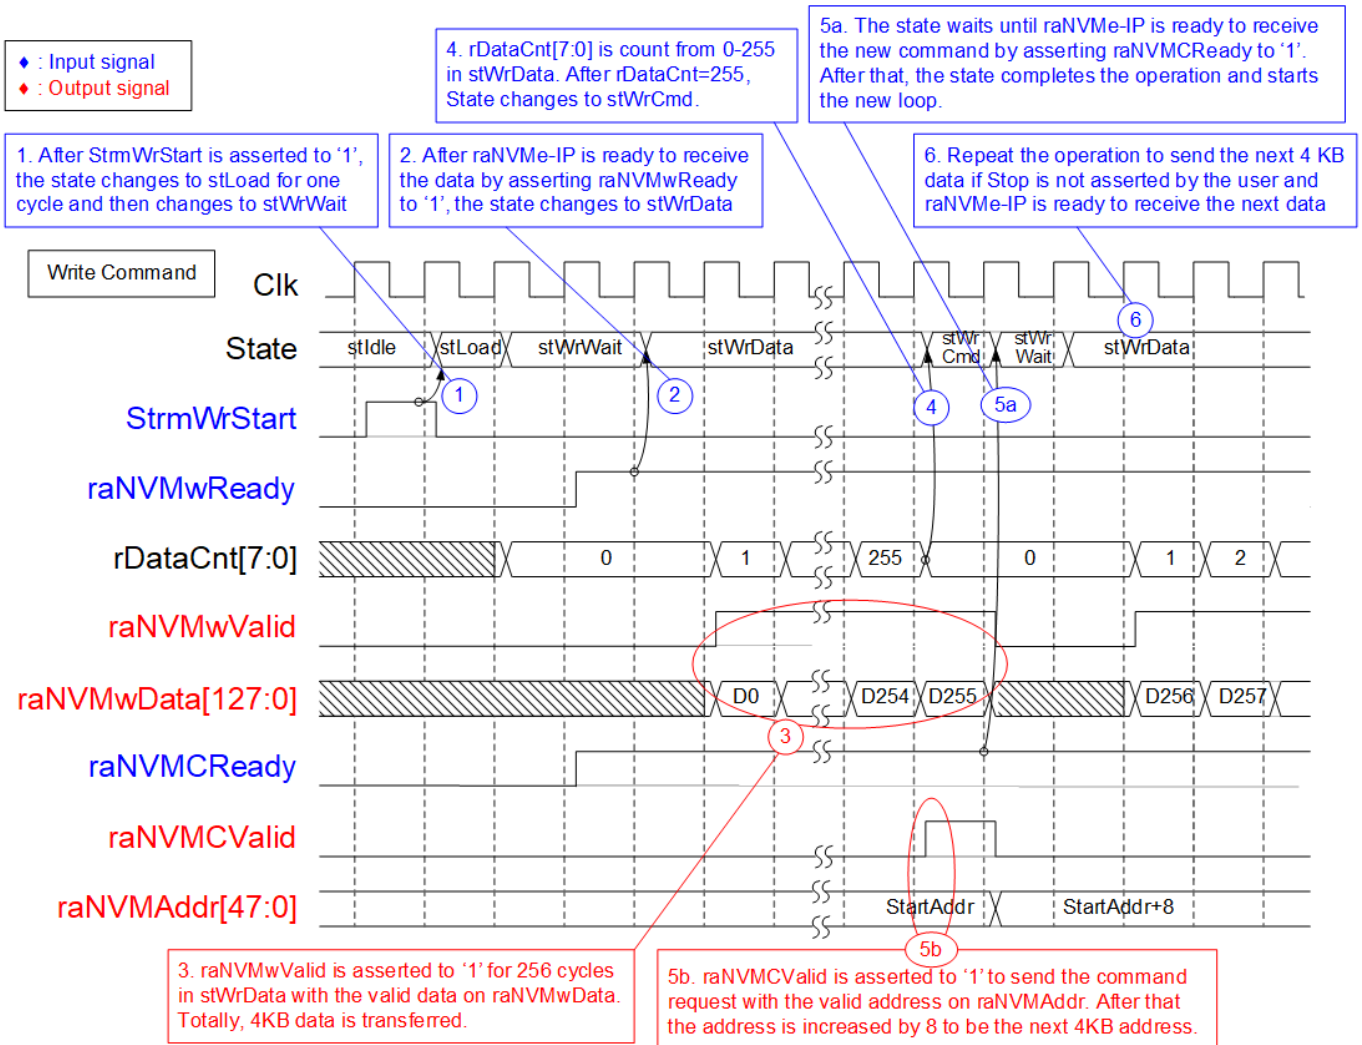 ♦ : Input signal
♦ : Output signal
4. rDataCnt[7:0] is count from 0-255
in stWrData. After rDataCnt=255,
State changes to stWrCmd.
5a. The state waits until raNVMe-IP is ready to receive
the new command by asserting raNVMCReady to ‘1’.
After that, the state completes the operation and starts
the new loop.
1. After StrmWrStart is asserted to ‘1’,
the state changes to stLoad for one
cycle and then changes to stWrWait
2. After raNVMe-IP is ready to receive
the data by asserting raNVMwReady
to ‘1’, the state changes to stWrData
6. Repeat the operation to send the next 4 KB
data if Stop is not asserted by the user and
raNVMe-IP is ready to receive the next data
Write Command
Clk
6
State
stIdle
stLoad
stWrWait
stWrData
stWr
Cmd
stWr
Wait
stWrData
1
2
4
5a
StrmWrStart
raNVMwReady
rDataCnt[7:0]
0
1
255
0
1
2
raNVMwValid
raNVMwData[127:0]
D0
D254
D255
D256
D257
3
raNVMCReady
raNVMCValid
raNVMAddr[47:0]
StartAddr
StartAddr+8
5b
3. raNVMwValid is asserted to ‘1’ for 256 cycles
in stWrData with the valid data on raNVMwData.
Totally, 4KB data is transferred.
5b. raNVMCValid is asserted to ‘1’ to send the command
request with the valid address on raNVMAddr. After that
the address is increased by 8 to be the next 4KB address.